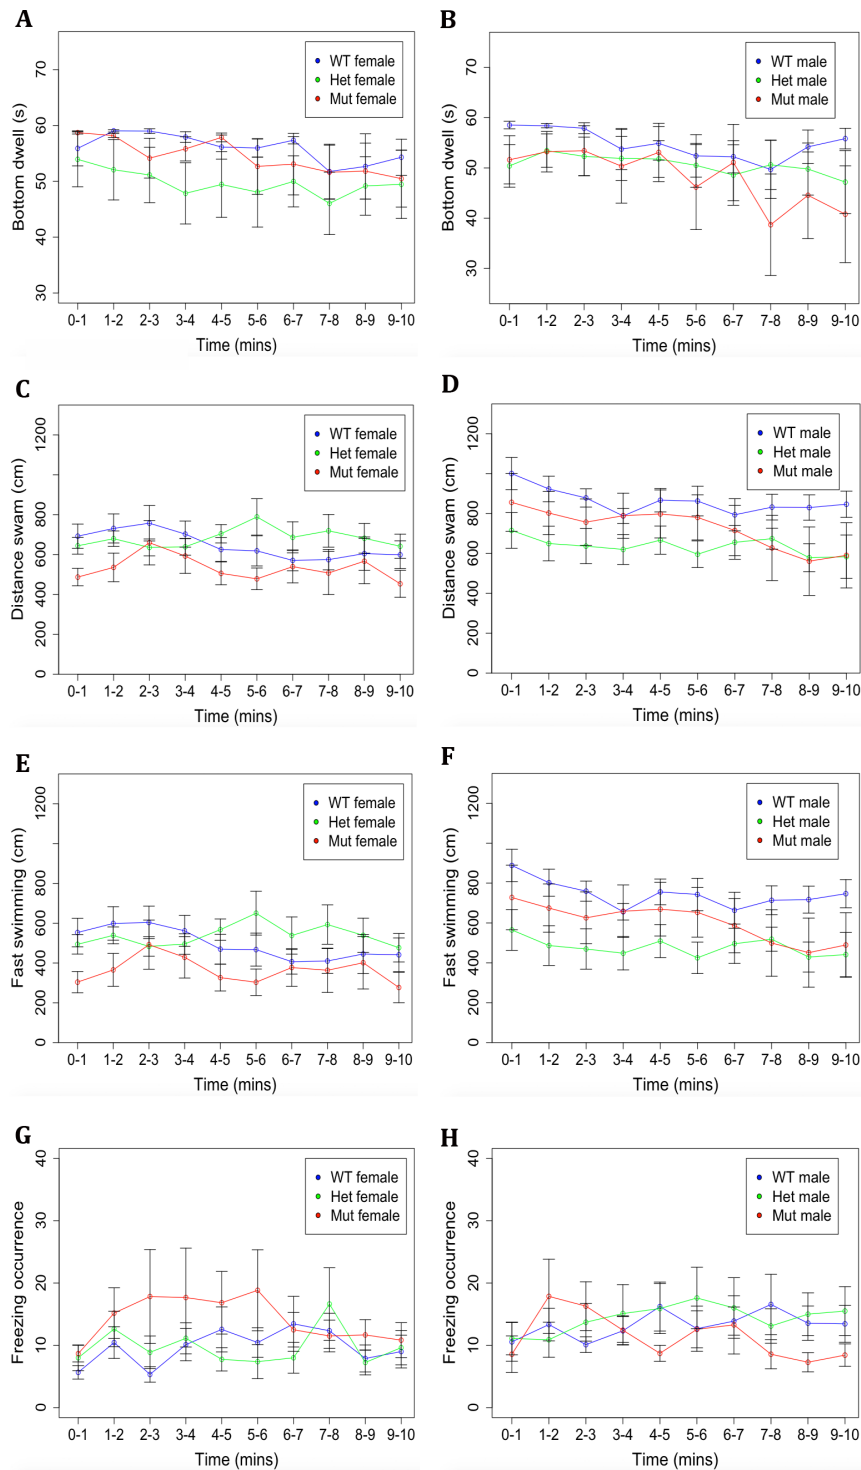 A
WT female
Het female
Mut female
Bottom dwell (s)
70
60
50
40
30
0-1 1-2 2-3 3-4 4-5 5-6 6-7 7-8 8-9 9-10
Time (mins)
B
WT male
Het male
Mut male
Bottom dwell (s)
70
60
50
40
30
0-1 1-2 2-3 3-4 4-5 5-6 6-7 7-8 8-9 9-10
Time (mins)
C
WT female
Het female
Mut female
Distance swam (cm)
1200
800
600
400
200
0
0-1 1-2 2-3 3-4 4-5 5-6 6-7 7-8 8-9 9-10
Time (mins)
D
WT male
Het male
Mut male
Distance swam (cm)
1200
800
600
400
200
0
0-1 1-2 2-3 3-4 4-5 5-6 6-7 7-8 8-9 9-10
Time (mins)
E
WT female
Het female
Mut female
Fast swimming (cm)
1200
800
600
400
200
0
0-1 1-2 2-3 3-4 4-5 5-6 6-7 7-8 8-9 9-10
Time (mins)
F
WT male
Het male
Mut male
Fast swimming (cm)
1200
800
600
400
200
0
0-1 1-2 2-3 3-4 4-5 5-6 6-7 7-8 8-9 9-10
Time (mins)
G
WT female
Het female
Mut female
Freezing occurrence
40
30
20
10
0
0-1 1-2 2-3 3-4 4-5 5-6 6-7 7-8 8-9 9-10
Time (mins)
H
WT male
Het male
Mut male
Freezing occurrence
40
30
20
10
0
0-1 1-2 2-3 3-4 4-5 5-6 6-7 7-8 8-9 9-10
Time (mins)